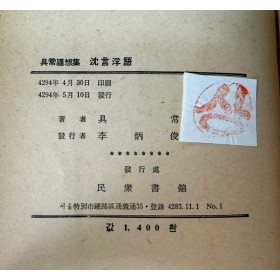 具常隨想集 沈言浮語
4294年 4月 30日 印刷
4294年 5月 10日 發行
著者 具常
發行者 李炳俊
發行處
民衆書舘
서울特別市鍾路區通義洞35·登錄 4283.11.1 No.1
값 1,400 환